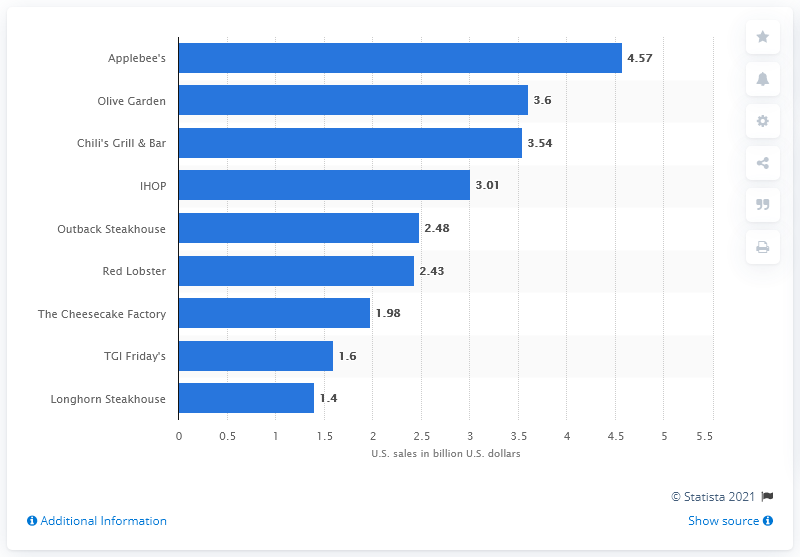 Applebee's 4.57
Olive Garden 3.6
Chili's Grill & Bar 3.54
IHOP 3.01
Outback Steakhouse 2.48
Red Lobster 2.43
The Cheesecake Factory 1.98
TGI Friday's 1.6
Longhorn Steakhouse 1.4
0 0.5 1 1.5 2 2.5 3 3.5 4 4.5 5 5.5
U.S. sales in billion U.S. dollars
© Statista 2021
Additional Information Show source